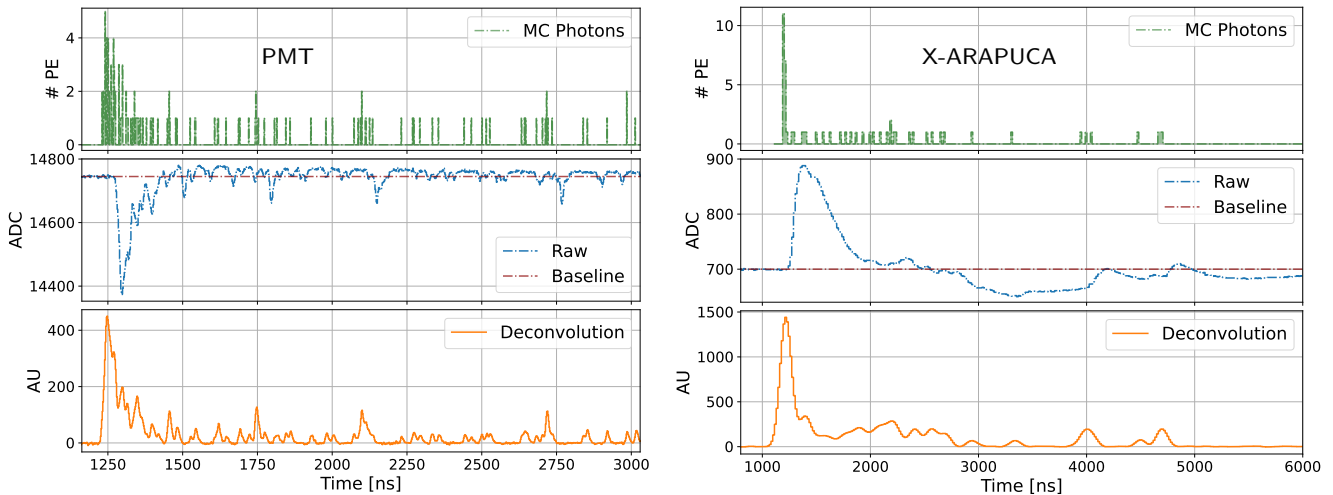 4
2
0
# PE
PMT
MC Photons
14800
14600
14400
ADC
Raw
Baseline
400
200
0
AU
Deconvolution
1250 1500 1750 2000 2250 2500 2750 3000
Time [ns]
10
5
0
# PE
X-ARAPUCA
MC Photons
900
800
700
ADC
Raw
Baseline
1500
1000
500
0
AU
Deconvolution
1000 2000 3000 4000 5000 6000
Time [ns]